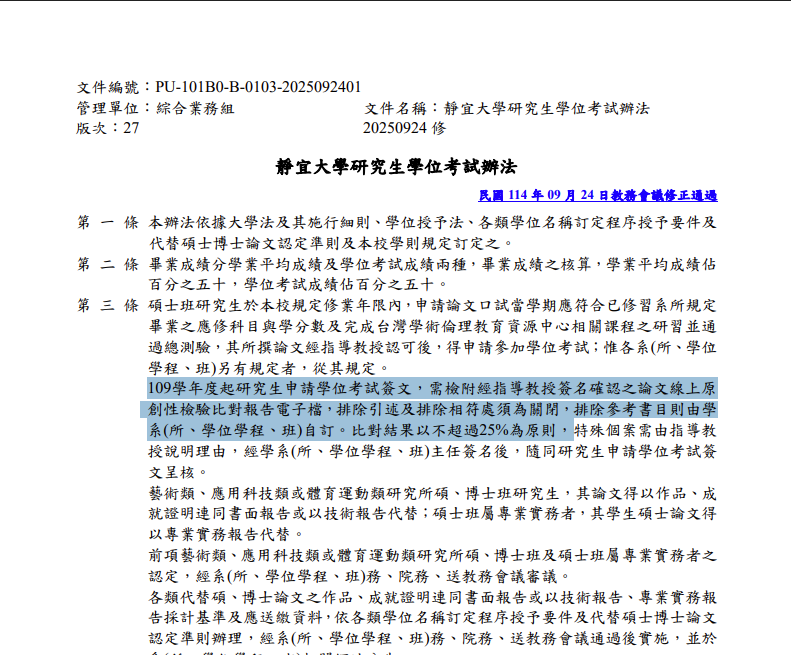 文件編號：PU-101B0-B-0103-2025092401
管理單位：綜合業務組 文件名稱：靜宜大學研究生學位考試辦法
版次：27 20250924 修
靜宜大學研究生學位考試辦法
民國 114 年 09 月 24 日教務會議修正通過
第 一 條 本辦法依據大學法及其施行細則、學位授予法、各類學位名稱訂定程序授予要件及
代替碩士博士論文認定準則及本校學則規定訂定之。
第 二 條 畢業成績分學業平均成績及學位考試成績兩種，畢業成績之核算，學業平均成績佔
百分之五十，學位考試成績佔百分之五十。
第 三 條 碩士班研究生於本校規定修業年限內，申請論文口試當學期應符合已修習系所規定
畢業之應修科目與學分數及完成台灣學術倫理教育資源中心相關課程之研習並通
過總測驗，其所撰論文經指導教授認可後，得申請參加學位考試；惟各系(所、學位
學程、班)另有規定者，從其規定。
109學年度起研究生申請學位考試簽文，需檢附經指導教授簽名確認之論文線上原
創性檢驗比對報告電子檔，排除引述及排除相符處須為關閉，排除參考書目則由學
系(所、學位學程、班)自訂。比對結果以不超過25%為原則，特殊個案需由指導教
授說明理由，經學系(所、學位學程、班)主任簽名後，隨同研究生申請學位考試簽
文呈核。
藝術類、應用科技類或體育運動類研究所碩、博士班研究生，其論文得以作品、成
就證明連同書面報告或以技術報告代替；碩士班屬專業實務者，其學生碩士論文得
以專業實務報告代替。
前項藝術類、應用科技類或體育運動類研究所碩、博士班及碩士班屬專業實務者之
認定，經系(所、學位學程、班)務、院務、送教務會議審議。
各類代替碩、博士論文之作品、成就證明連同書面報告或以技術報告、專業實務報
告採計基準及應送繳資料，依各類學位名稱訂定程序授予要件及代替碩士博士論文
認定準則辦理，經系(所、學位學程、班)務、院務、送教務會議通過後實施，並於